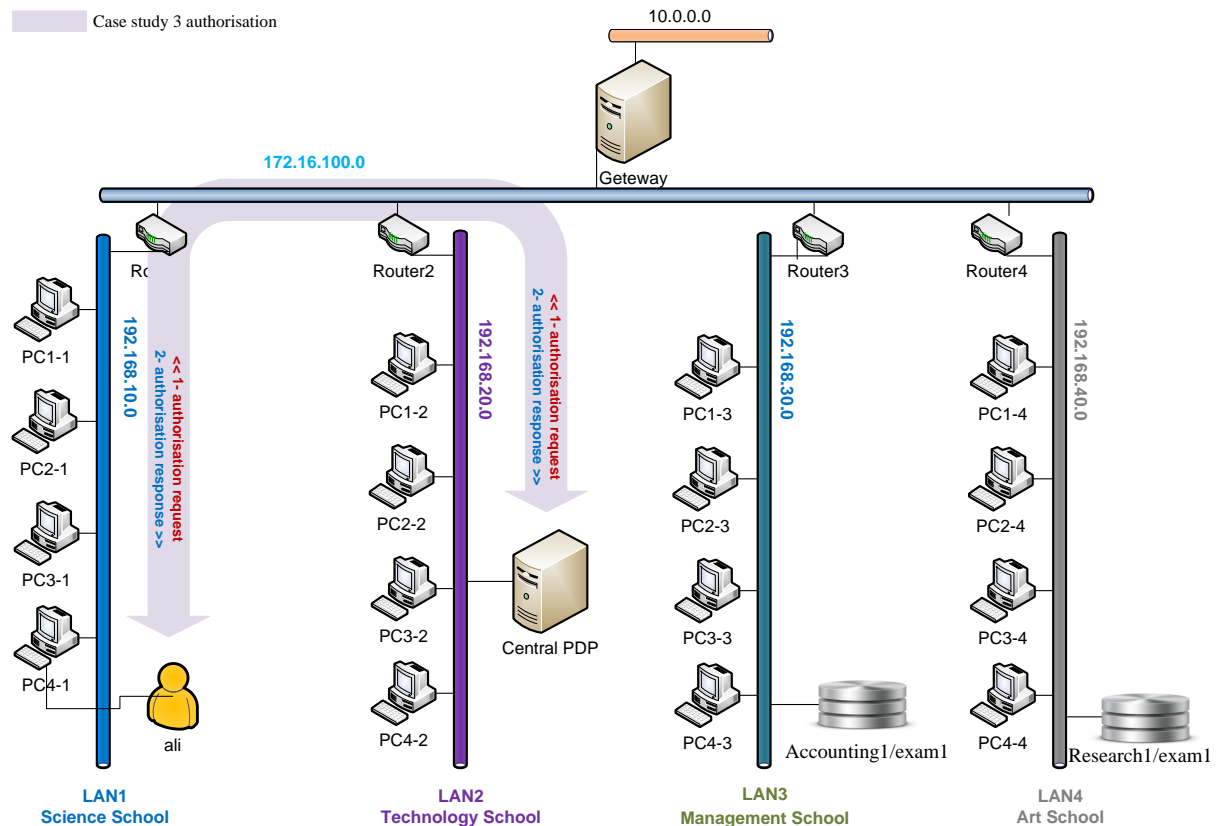 Case study 3 authorisation
10.0.0.0
Geteway
172.16.100.0
Router2
Router3
Router4
192.168.10.0
192.168.20.0
192.168.30.0
192.168.40.0
<< 1- authorisation request
2- authorisation response >>
<< 1- authorisation request
2- authorisation response >>
PC1-1
PC2-1
PC3-1
PC4-1
ali
PC1-2
PC2-2
PC3-2
PC4-2
Central PDP
PC1-3
PC2-3
PC3-3
PC4-3
Accounting1/exam1
PC1-4
PC2-4
PC3-4
PC4-4
Research1/exam1
LAN1
Science School
LAN2
Technology School
LAN3
Management School
LAN4
Art School